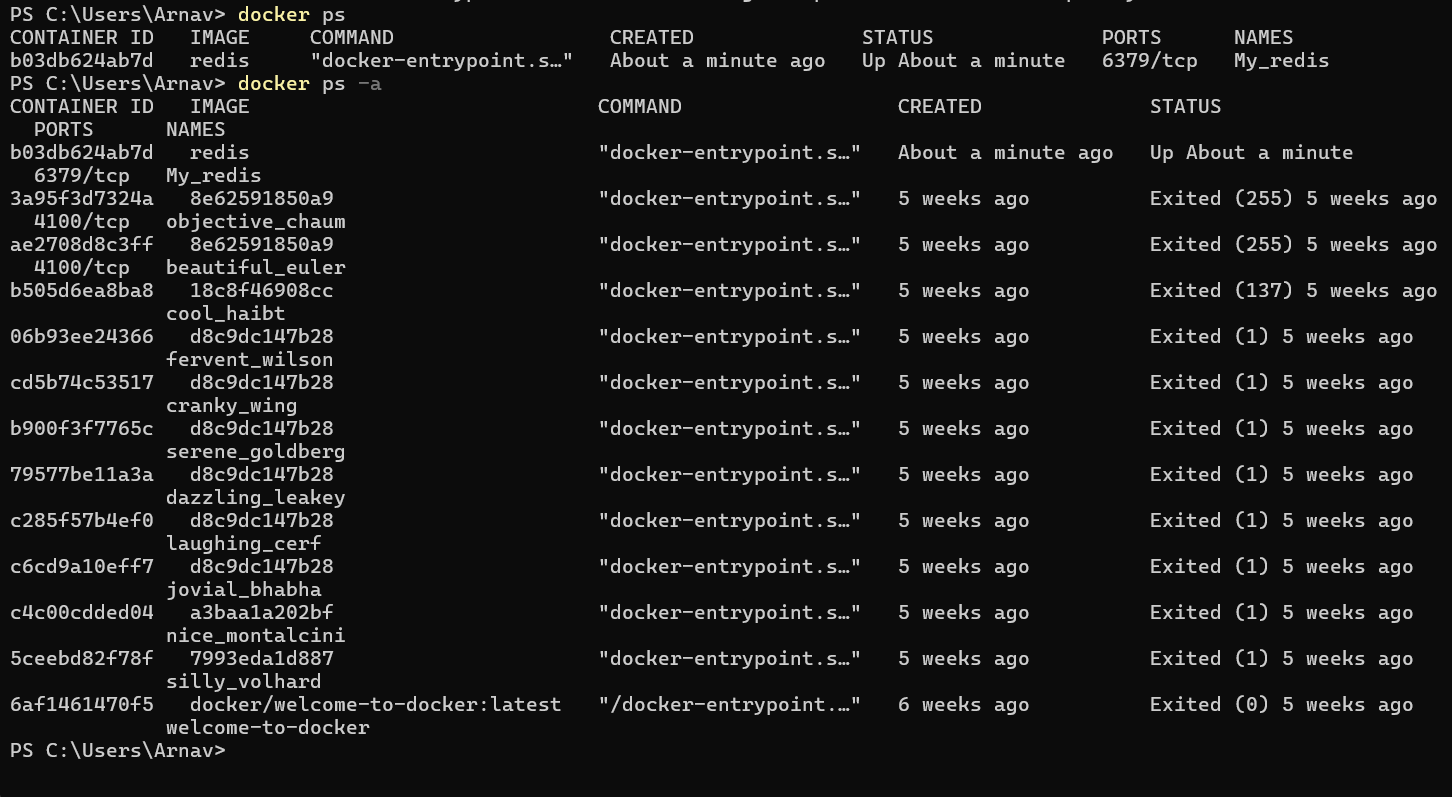 PS C:\Users\Arnav> docker ps
CONTAINER ID   IMAGE     COMMAND                  CREATED              STATUS              PORTS      NAMES
b03db624ab7d   redis     "docker-entrypoint.s…"   About a minute ago   Up About a minute   6379/tcp   My_redis
PS C:\Users\Arnav> docker ps -a
CONTAINER ID   IMAGE                             COMMAND                  CREATED              STATUS
  PORTS      NAMES
b03db624ab7d   redis                             "docker-entrypoint.s…"   About a minute ago   Up About a minute
  6379/tcp   My_redis
3a95f3d7324a   8e62591850a9                      "docker-entrypoint.s…"   5 weeks ago          Exited (255) 5 weeks ago
  4100/tcp   objective_chaum
ae2708d8c3ff   8e62591850a9                      "docker-entrypoint.s…"   5 weeks ago          Exited (255) 5 weeks ago
  4100/tcp   beautiful_euler
b505d6ea8ba8   18c8f46908cc                      "docker-entrypoint.s…"   5 weeks ago          Exited (137) 5 weeks ago
             cool_haibt
06b93ee24366   d8c9dc147b28                      "docker-entrypoint.s…"   5 weeks ago          Exited (1) 5 weeks ago
             fervent_wilson
cd5b74c53517   d8c9dc147b28                      "docker-entrypoint.s…"   5 weeks ago          Exited (1) 5 weeks ago
             cranky_wing
b900f3f7765c   d8c9dc147b28                      "docker-entrypoint.s…"   5 weeks ago          Exited (1) 5 weeks ago
             serene_goldberg
79577be11a3a   d8c9dc147b28                      "docker-entrypoint.s…"   5 weeks ago          Exited (1) 5 weeks ago
             dazzling_leakey
c285f57b4ef0   d8c9dc147b28                      "docker-entrypoint.s…"   5 weeks ago          Exited (1) 5 weeks ago
             laughing_cerf
c6cd9a10eff7   d8c9dc147b28                      "docker-entrypoint.s…"   5 weeks ago          Exited (1) 5 weeks ago
             jovial_bhabha
c4c00cdded04   a3baa1a202bf                      "docker-entrypoint.s…"   5 weeks ago          Exited (1) 5 weeks ago
             nice_montalcini
5ceebd82f78f   7993eda1d887                      "docker-entrypoint.s…"   5 weeks ago          Exited (1) 5 weeks ago
             silly_volhard
6af1461470f5   docker/welcome-to-docker:latest   "/docker-entrypoint.…"   6 weeks ago          Exited (0) 5 weeks ago
             welcome-to-docker
PS C:\Users\Arnav>